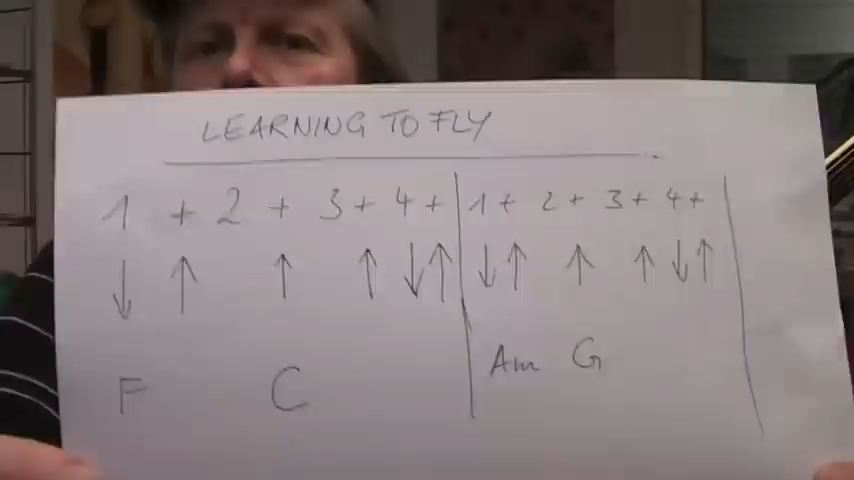 LEARNING TO FLY
1 + 2 + 3 + 4 + | 1 + 2 + 3 + 4 + |
↓ ↑ ↑ ↑ ↓ ↑ | ↓ ↑ ↑ ↑ ↓ ↑ |
F C | Am G |